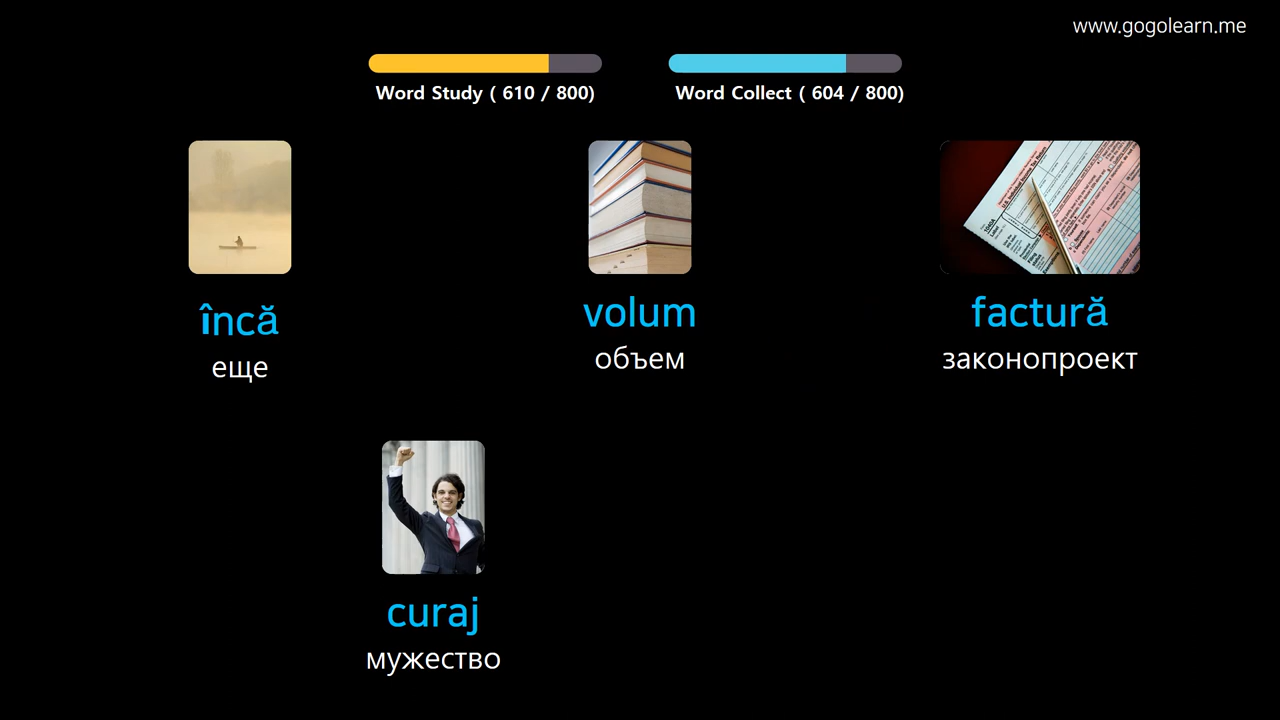 www.gogolearn.me
Word Study ( 610 / 800)
Word Collect ( 604 / 800)
încă
еще
volum
объем
factură
законопроект
curaj
мужество